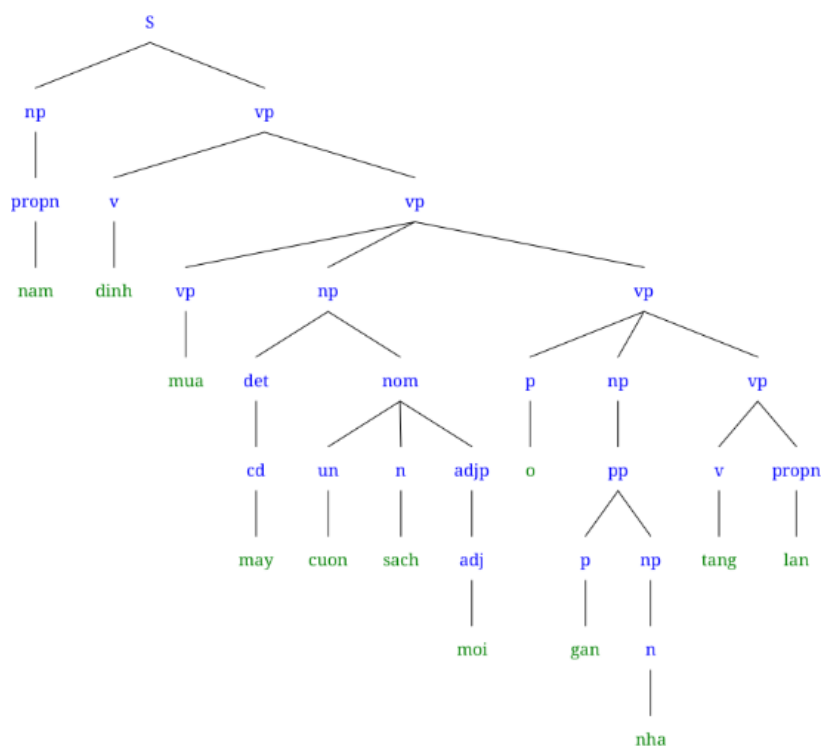 S
np vp
propn v vp
nam dinh vp np vp
mua det nom p np vp
cd un n adjp o pp v propn
may cuon sach adj p np tang lan
moi gan n
nha